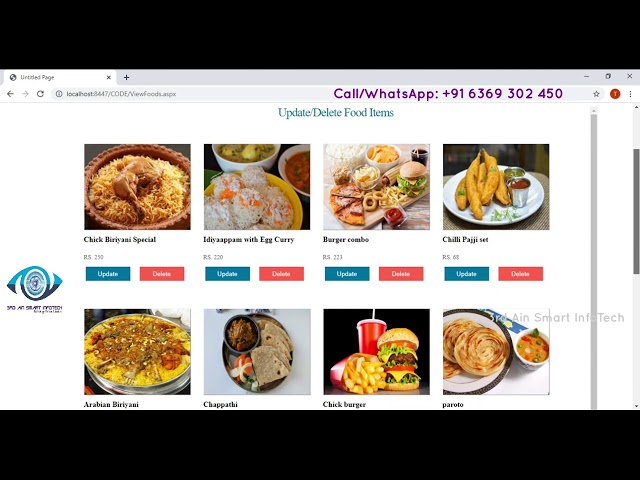 Untitled Page
localhost:8447/CODE/ViewFoods.aspx
Call/WhatsApp: +91 6369 302 450
Update/Delete Food Items
Chick Biriyani Special
Idiyaappam with Egg Curry
Burger combo
Chilli Pajji set
RS. 250
RS. 220
RS. 223
RS. 68
Update Delete Update Delete Update Delete Update Delete
3RD AIN SMART INFOTECH
3rd Ain Smart InfoTech
Arabian Biriyani
Chappathi
Chick burger
paroto